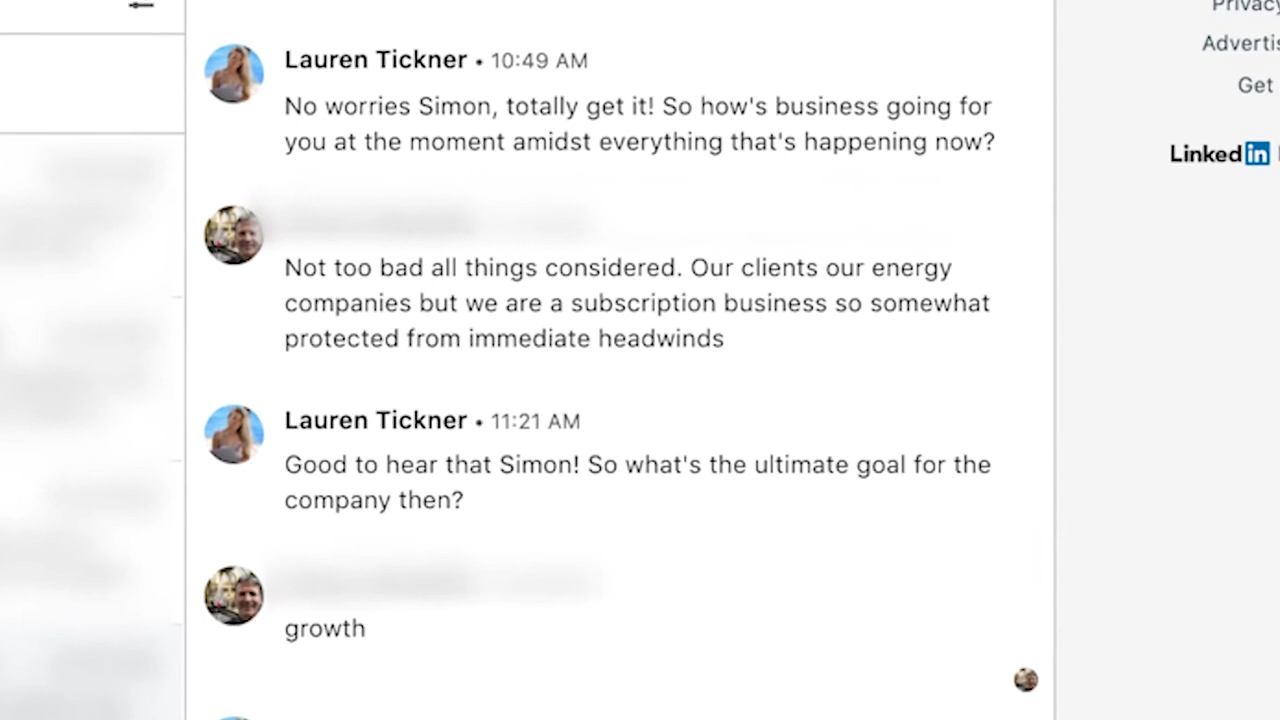 Privacy
Advertis
Get
LinkedIn
Lauren Tickner • 10:49 AM
No worries Simon, totally get it! So how's business going for
you at the moment amidst everything that's happening now?
Not too bad all things considered. Our clients our energy
companies but we are a subscription business so somewhat
protected from immediate headwinds
Lauren Tickner • 11:21 AM
Good to hear that Simon! So what's the ultimate goal for the
company then?
growth